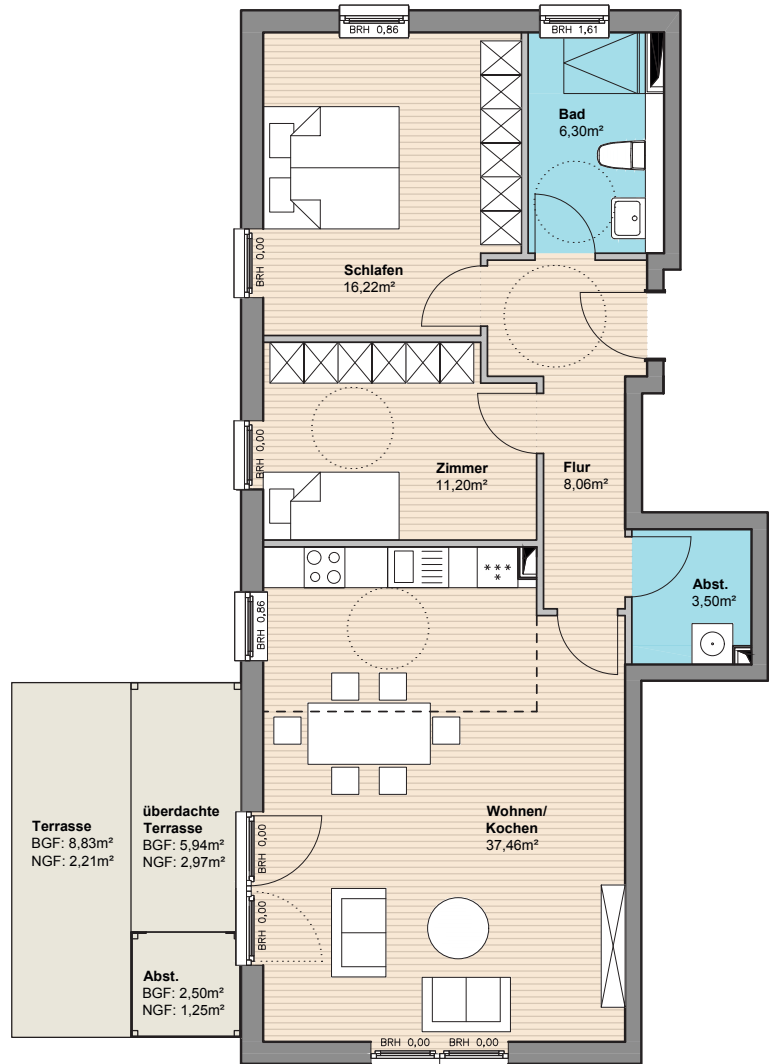 BRH 0,86
BRH 1,61
Bad
6,30m²
BRH 0,00
Schlafen
16,22m²
BRH 0,00
Zimmer
11,20m²
Flur
8,06m²
***
Abst.
3,50m²
BRH 0,86
Terrasse
BGF: 8,83m²
NGF: 2,21m²
überdachte
Terrasse
BGF: 5,94m²
NGF: 2,97m²
Wohnen/
Kochen
37,46m²
BRH 0,00
BRH 0,00
Abst.
BGF: 2,50m²
NGF: 1,25m²
BRH 0,00
BRH 0,00